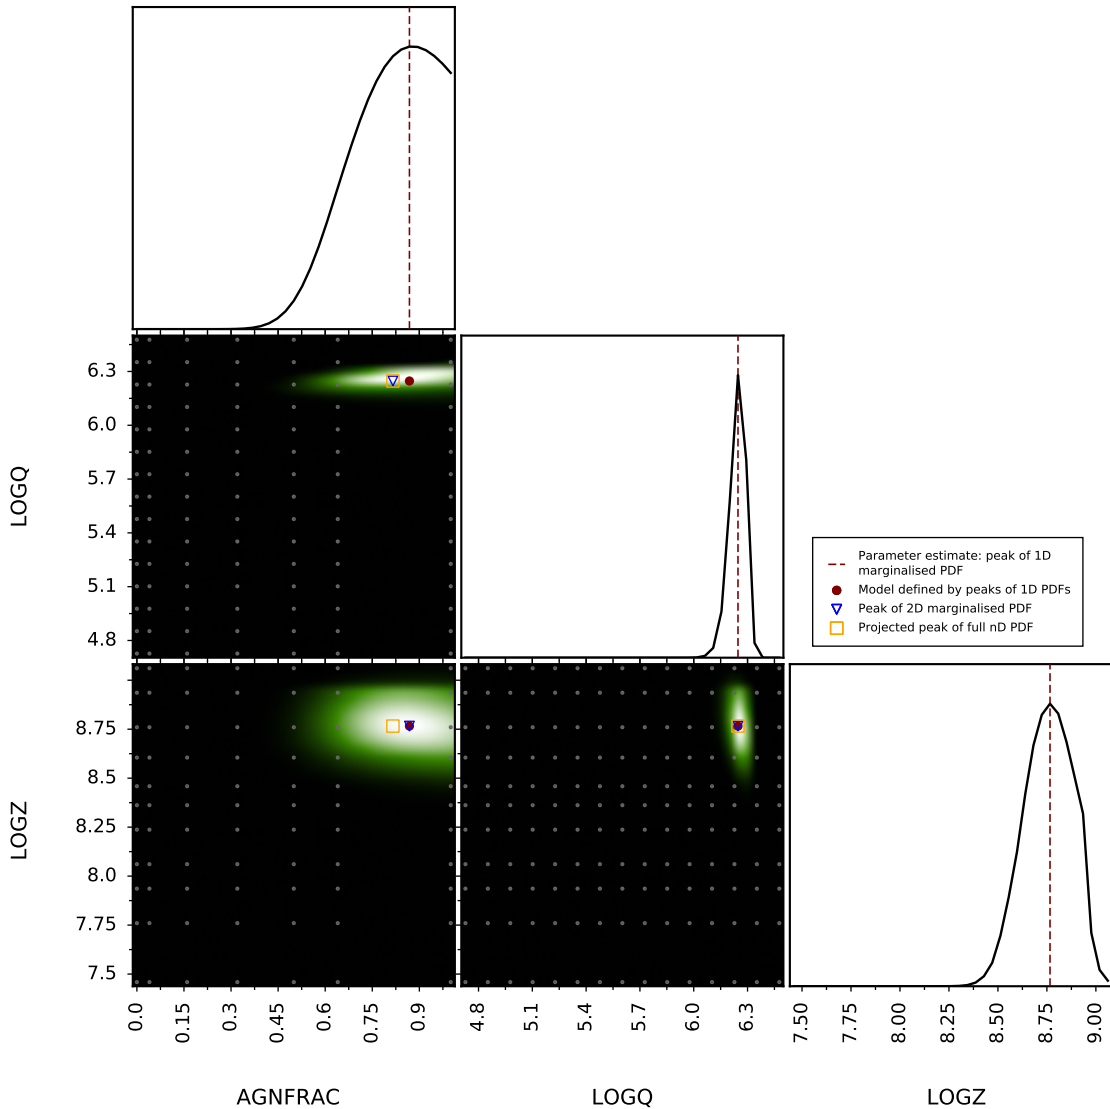 6.3
6.0
5.7
5.4
5.1
4.8
LOGQ
Parameter estimate: peak of 1D
marginalised PDF
Model defined by peaks of 1D PDFs
Peak of 2D marginalised PDF
Projected peak of full nD PDF
8.75
8.5
8.25
8.0
7.75
7.5
LOGZ
0.0 0.15 0.3 0.45 0.6 0.75 0.9
4.8 5.1 5.4 5.7 6.0 6.3
7.50 7.75 8.00 8.25 8.50 8.75 9.00
AGNFRAC
LOGQ
LOGZ